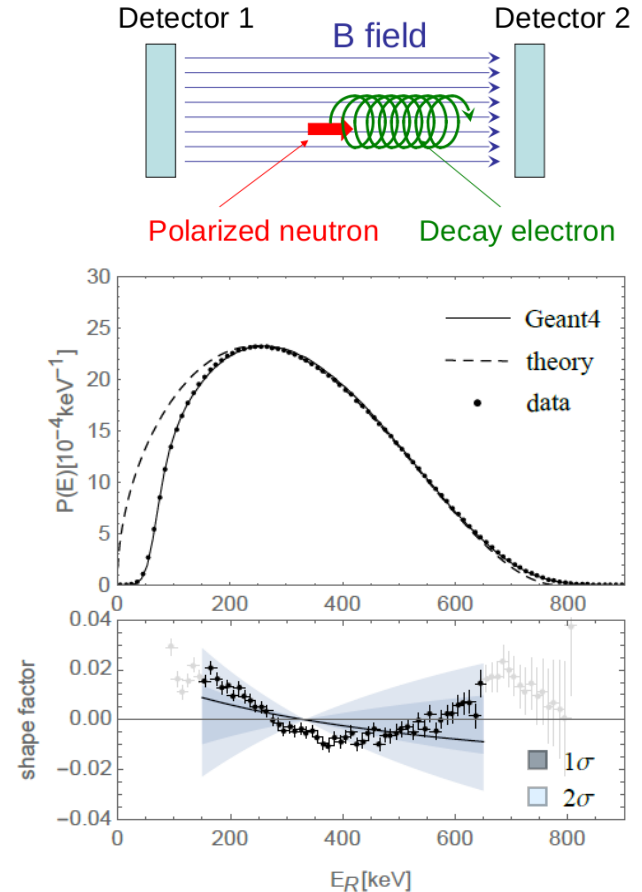 Detector 1
Detector 2
B field
Polarized neutron
Decay electron
30
25
20
15
10
5
0
P(E)[10⁻⁴keV⁻¹]
Geant4
theory
data
0
200
400
600
800
0.04
0.02
0.00
−0.02
−0.04
shape factor
1σ
2σ
0
200
400
600
800
E_R[keV]